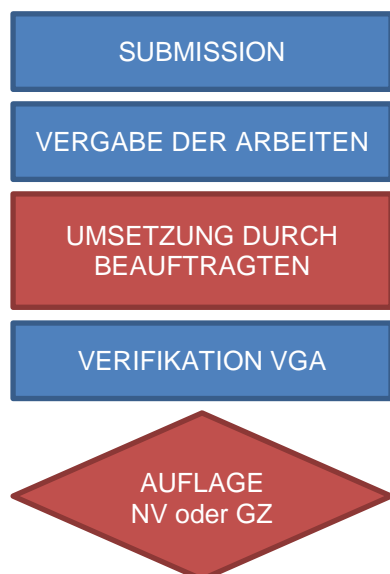 SUBMISSION
VERGABE DER ARBEITEN
UMSETZUNG DURCH
BEAUFTRAGTEN
VERIFIKATION VGA
AUFLAGE
NV oder GZ